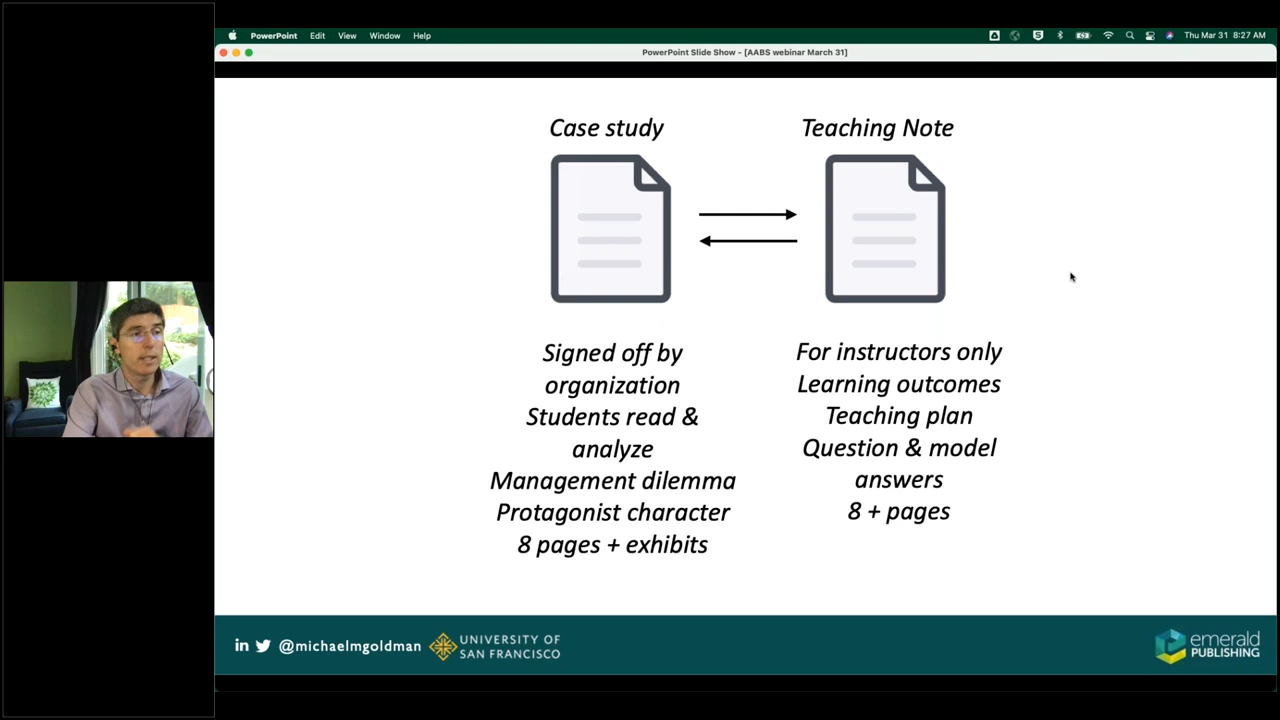 PowerPoint Edit View Window Help
Thu Mar 31 8:27 AM
PowerPoint Slide Show - [AABS webinar March 31]
Case study
Teaching Note
Signed off by
organization
Students read &
analyze
Management dilemma
Protagonist character
8 pages + exhibits
For instructors only
Learning outcomes
Teaching plan
Question & model
answers
8 + pages
in @michaelmgoldman
UNIVERSITY OF
SAN FRANCISCO
emerald
PUBLISHING